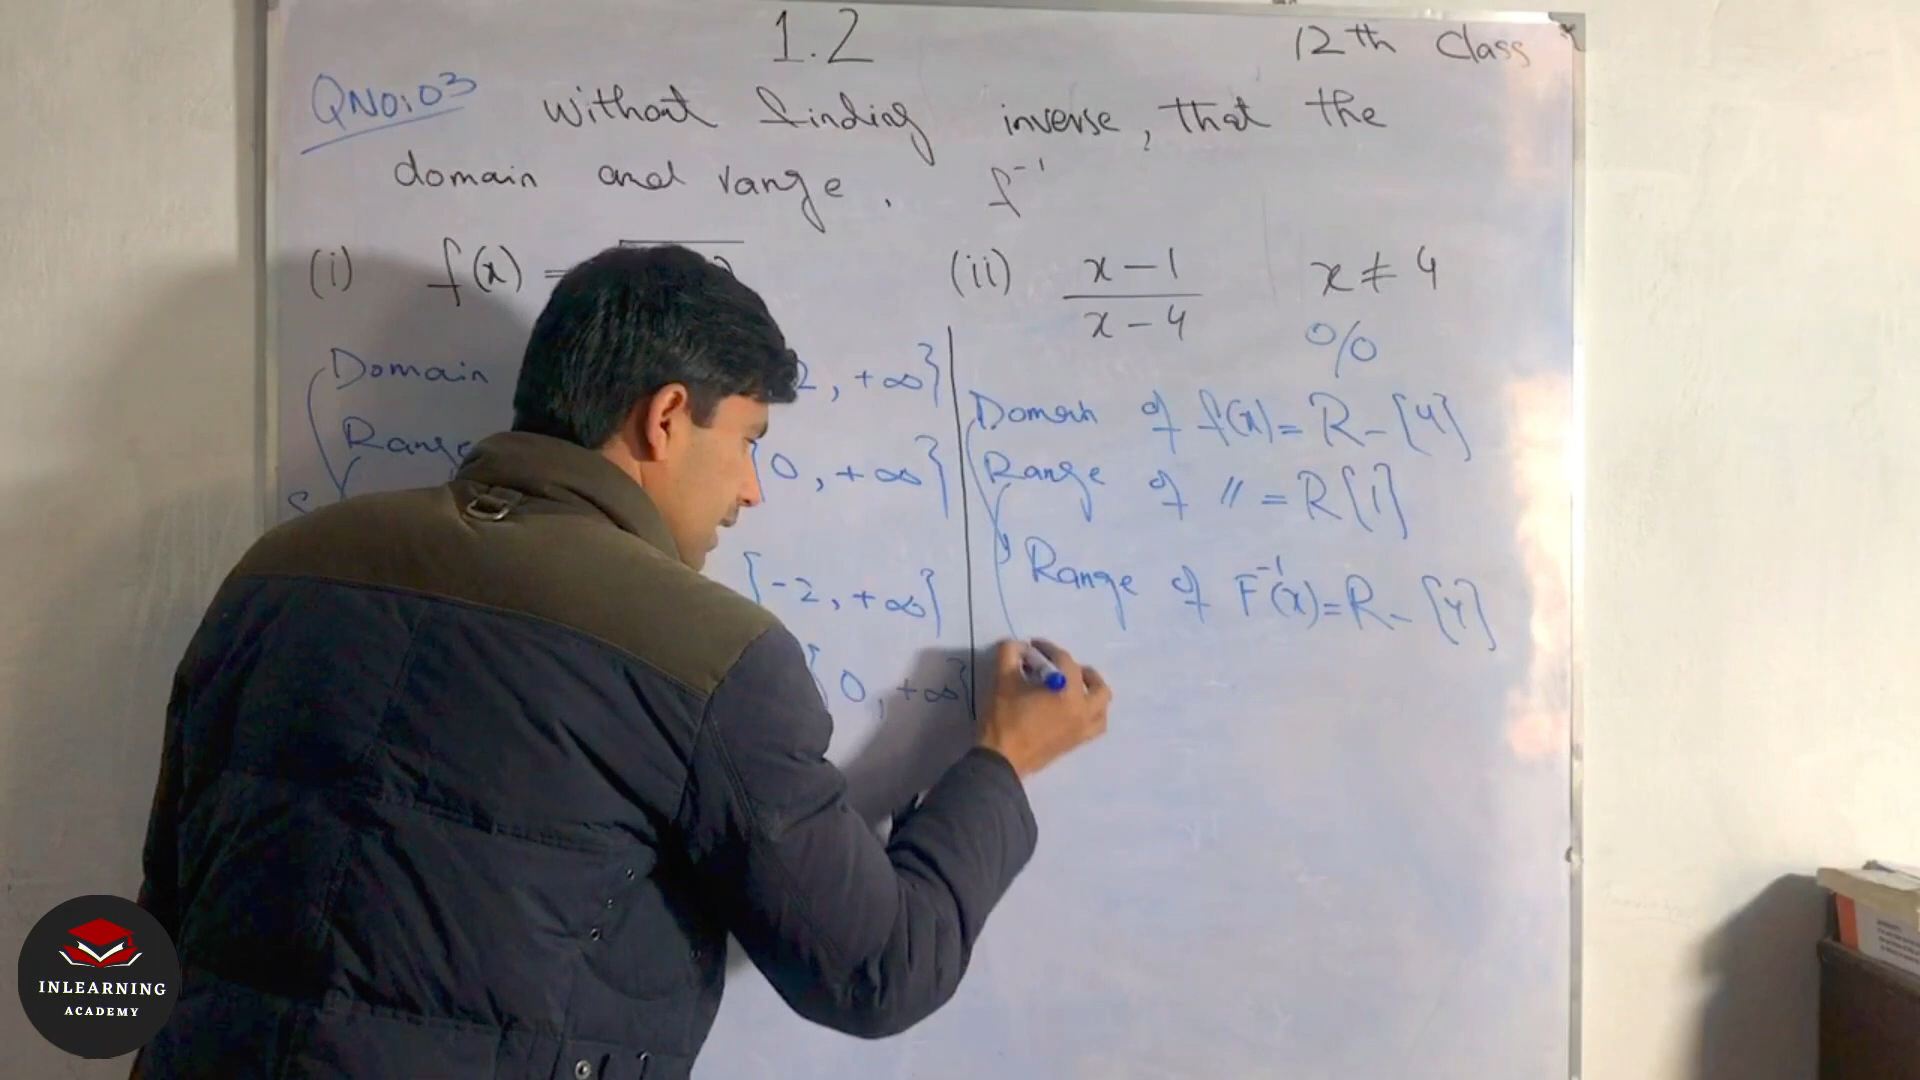 1.2
12th Class
QNO:03 without finding inverse, that the
domain and range. f⁻¹
(i) f(x) =
(ii) x-1 / x-4 x ≠ 4
0/0
Domain 2, +∞}
Range [0, +∞}
[-2, +∞}
[0, +∞}
Domain of f(x) = R - [4]
Range of // = R[1]
Range of F⁻¹(x) = R - [4]
INLEARNING
ACADEMY